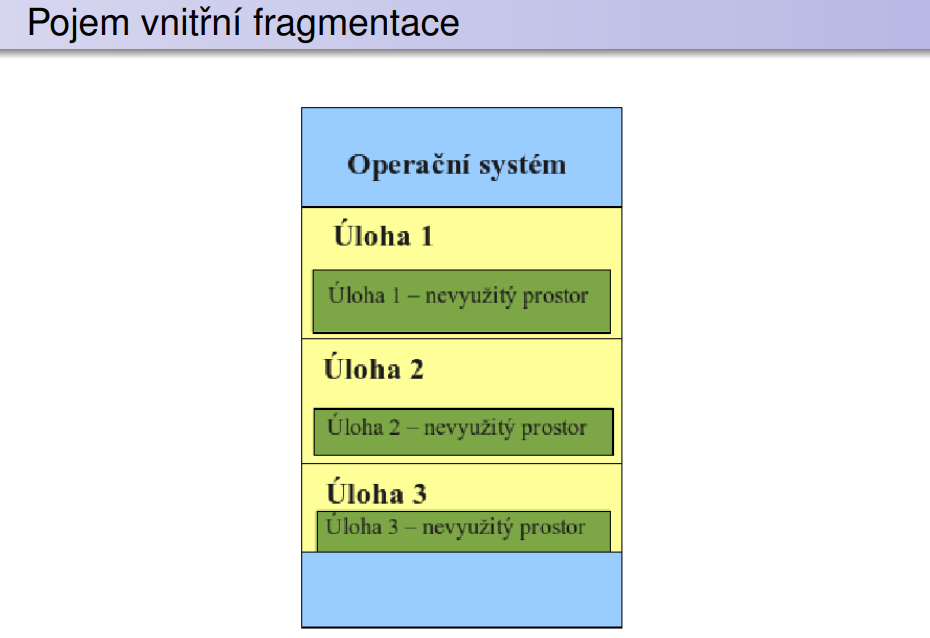 Pojem vnitřní fragmentace
Operační systém
Úloha 1
Úloha 1 – nevyužitý prostor
Úloha 2
Úloha 2 – nevyužitý prostor
Úloha 3
Úloha 3 – nevyužitý prostor